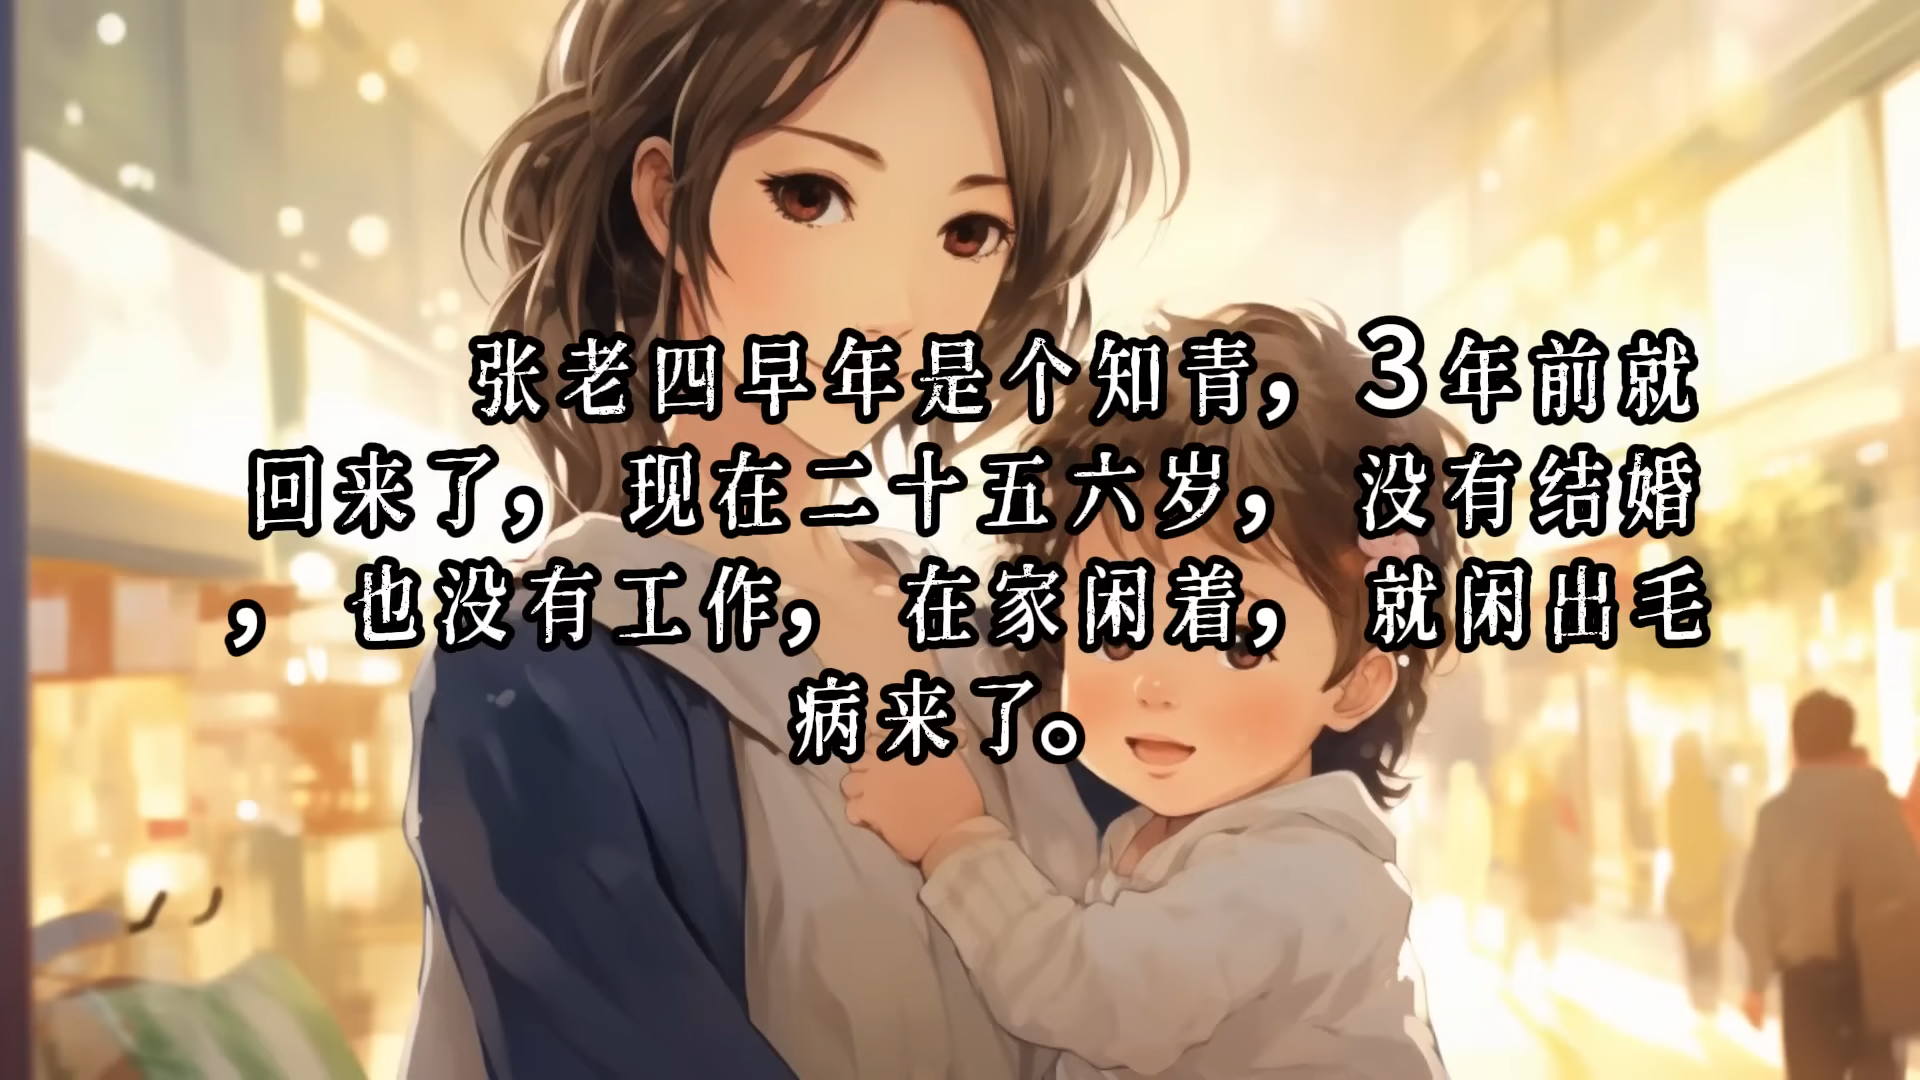 张老四早年是个知青，3年前就
回来了，现在二十五六岁，没有结婚
，也没有工作，在家闲着，就闲出毛
病来了。